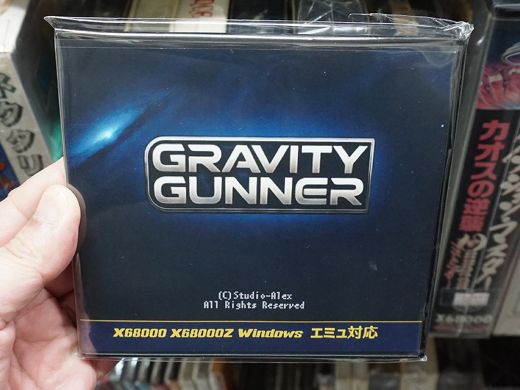 GRAVITY
GUNNER
(C)Studio-Alex
All Rights Reserved
X68000 X68000Z Windows エミュ対応
カオスの逆襲
X68000